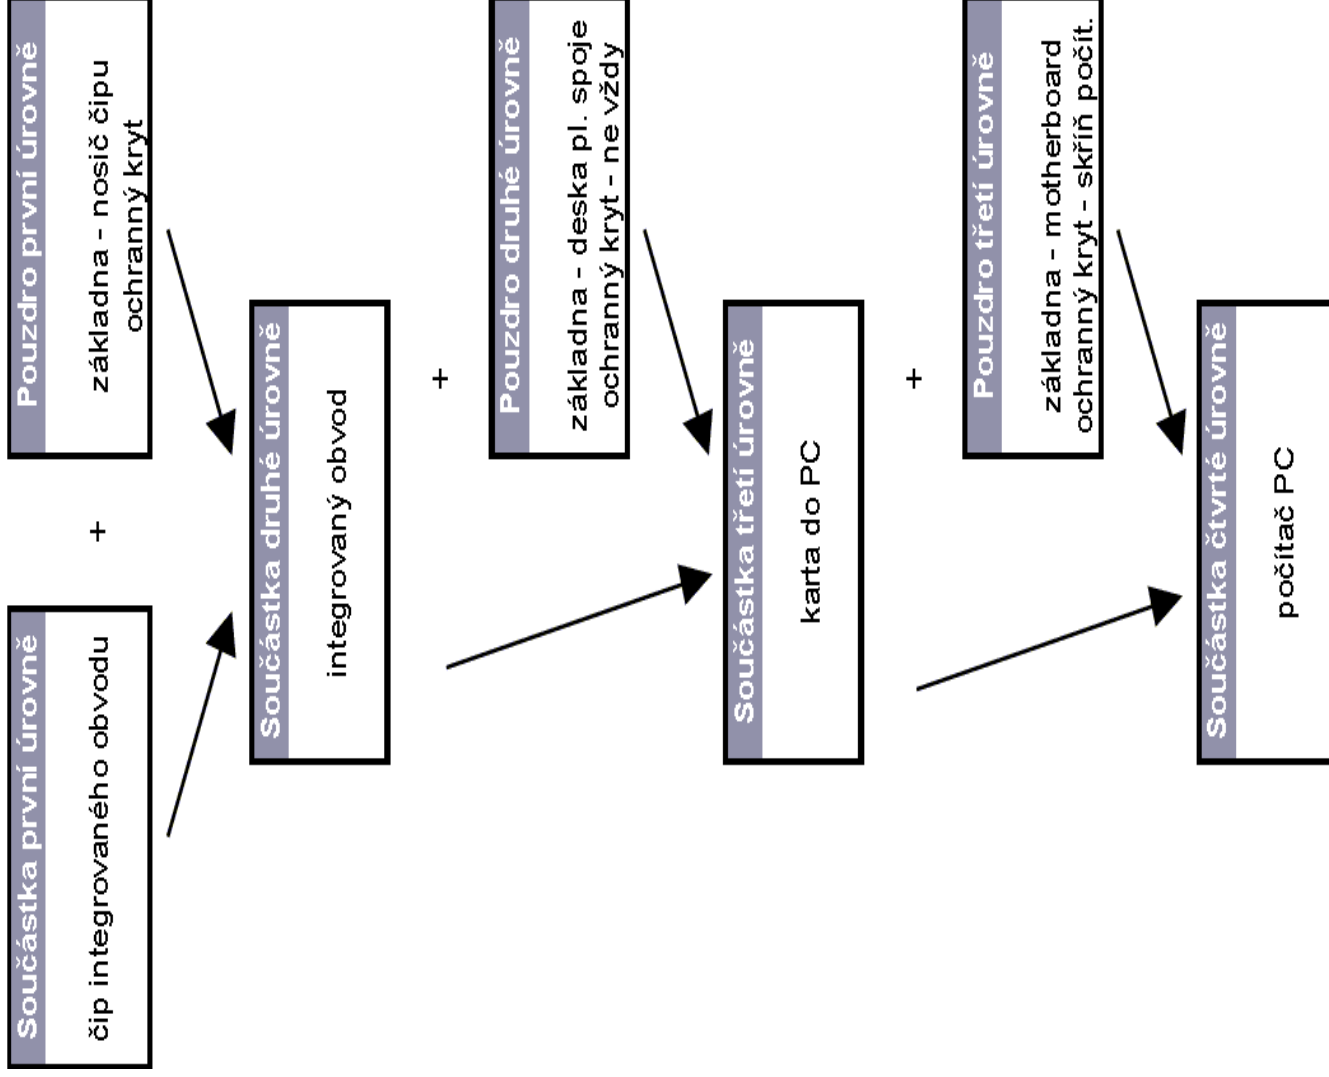 Součástka první úrovně
čip integrovaného obvodu
+
Pouzdro první úrovně
základna - nosič čipu
ochranný kryt
Součástka druhé úrovně
integrovaný obvod
+
Pouzdro druhé úrovně
základna - deska pl. spoje
ochranný kryt - ne vždy
Součástka třetí úrovně
karta do PC
+
Pouzdro třetí úrovně
základna - motherboard
ochranný kryt - skříň počít.
Součástka čtvrté úrovně
počítač PC